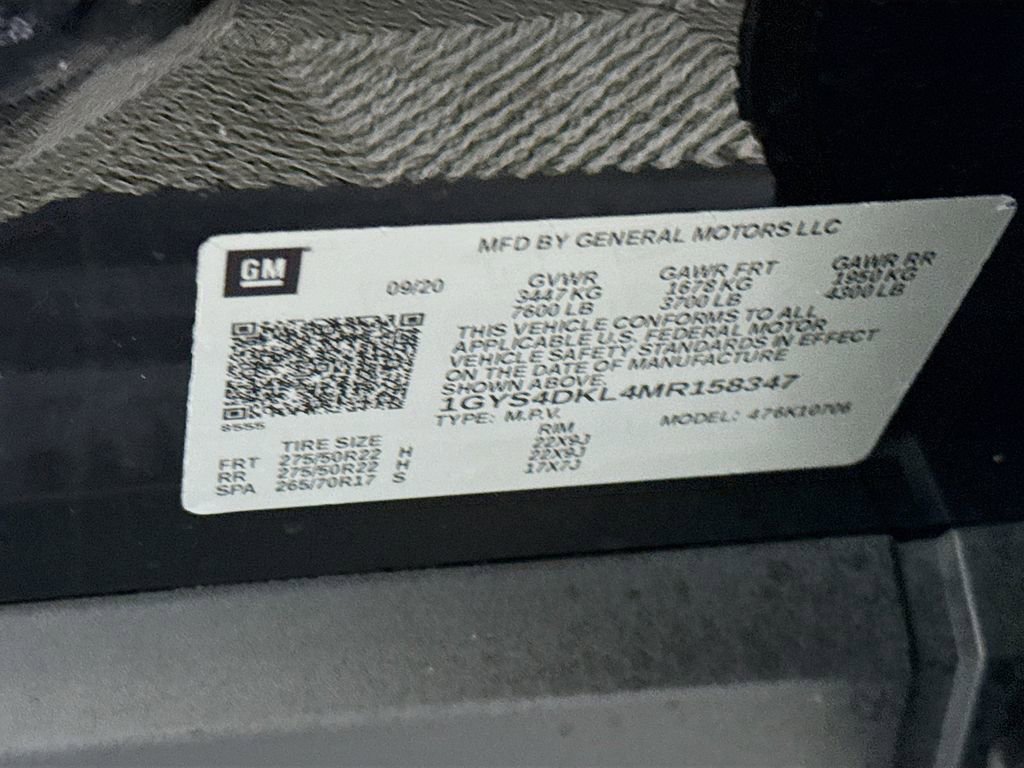 GM
MFD BY GENERAL MOTORS LLC
09/20
GVWR GAWR FRT GAWR RR
3447 KG 1678 KG 1950 KG
7600 LB 3700 LB 4300 LB
THIS VEHICLE CONFORMS TO ALL
APPLICABLE U.S. FEDERAL MOTOR
VEHICLE SAFETY STANDARDS IN EFFECT
ON THE DATE OF MANUFACTURE
SHOWN ABOVE.
1GYS4DKL4MR158347
8555
TYPE: M.P.V. MODEL: 476K10706
TIRE SIZE RIM
FRT 275/50R22 H 22X9J
RR 275/50R22 H 22X9J
SPA 265/70R17 S 17X7J